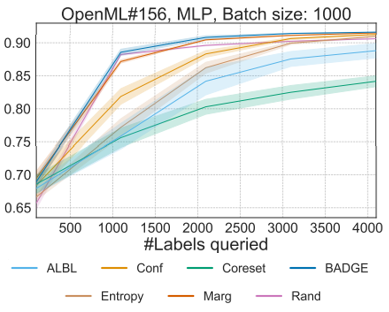 OpenML#156, MLP, Batch size: 1000
0.90
0.85
0.80
0.75
0.70
0.65
500 1000 1500 2000 2500 3000 3500 4000
#Labels queried
ALBL Conf Coreset BADGE
Entropy Marg Rand